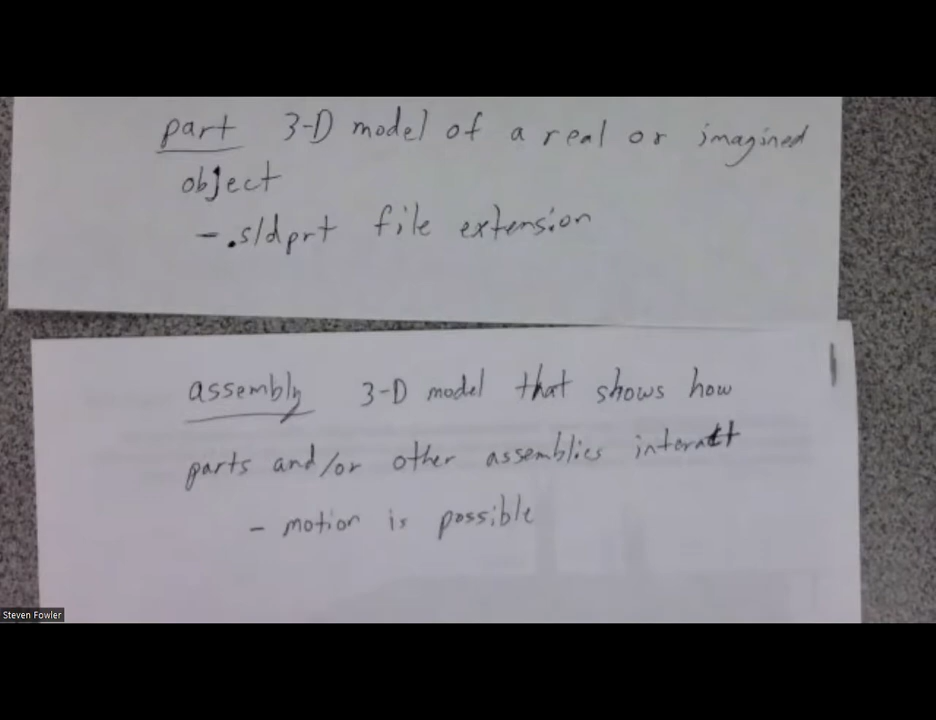 part 3-D model of a real or imagined
object
- .sldprt file extension
assembly 3-D model that shows how
parts and/or other assemblies interact
- motion is possible
Steven Fowler